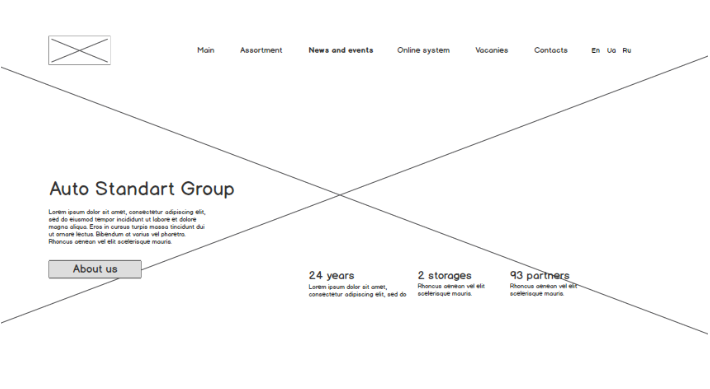 Main Assortment News and events Online system Vacanies Contacts En Ua Ru
Auto Standart Group
Lorem ipsum dolor sit amet, consectetur adipiscing elit,
sed do eiusmod tempor incididunt ut labore et dolore
magna aliqua. Eros in cursus turpis massa tincidunt dui
ut ornare lectus. Bibendum at varius vel pharetra.
Rhoncus aenean vel elit scelerisque mauris.
About us
24 years
Lorem ipsum dolor sit amet,
consectetur adipiscing elit, sed do
2 storages
Rhoncus aenean vel elit
scelerisque mauris.
93 partners
Rhoncus aenean vel elit
scelerisque mauris.